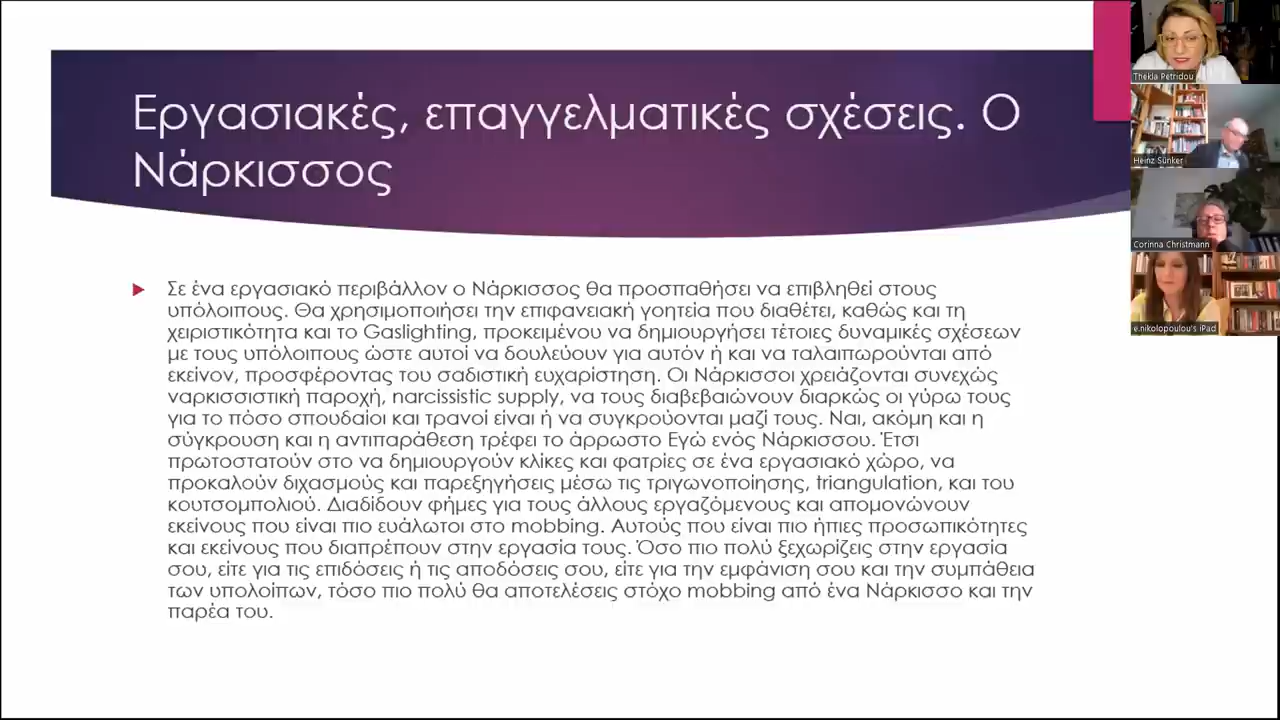 Εργασιακές, επαγγελματικές σχέσεις. Ο
Νάρκισσος
Σε ένα εργασιακό περιβάλλον ο Νάρκισσος θα προσπαθήσει να επιβληθεί στους
υπόλοιπους. Θα χρησιμοποιήσει την επιφανειακή γοητεία που διαθέτει, καθώς και τη
χειριστικότητα και το Gaslighting, προκειμένου να δημιουργήσει τέτοιες δυναμικές σχέσεων
με τους υπόλοιπους ώστε αυτοί να δουλεύουν για αυτόν ή και να ταλαιπωρούνται από
εκείνον, προσφέροντας του σαδιστική ευχαρίστηση. Οι Νάρκισσοι χρειάζονται συνεχώς
ναρκισσιστική παροχή, narcissistic supply, να τους διαβεβαιώνουν διαρκώς οι γύρω τους
για το πόσο σπουδαίοι και τρανοί είναι ή να συγκρούονται μαζί τους. Ναι, ακόμη και η
σύγκρουση και η αντιπαράθεση τρέφει το άρρωστο Εγώ ενός Νάρκισσου. Έτσι
πρωτοστατούν στο να δημιουργούν κλίκες και φατρίες σε ένα εργασιακό χώρο, να
προκαλούν διχασμούς και παρεξηγήσεις μέσω τις τριγωνοποίησης, triangulation, και του
κουτσομπολιού. Διαδίδουν φήμες για τους άλλους εργαζόμενους και απομονώνουν
εκείνους που είναι πιο ευάλωτοι στο mobbing. Αυτούς που είναι πιο ήπιες προσωπικότητες
και εκείνους που διαπρέπουν στην εργασία τους. Όσο πιο πολύ ξεχωρίζεις στην εργασία
σου, είτε για τις επιδόσεις ή τις αποδόσεις σου, είτε για την εμφάνιση σου και την συμπάθεια
των υπολοίπων, τόσο πιο πολύ θα αποτελέσεις στόχο mobbing από ένα Νάρκισσο και την
παρέα του.
Thekla Petridou
Heinz Sünker
Corinna Christmann
e.nikolopoulou's iPad